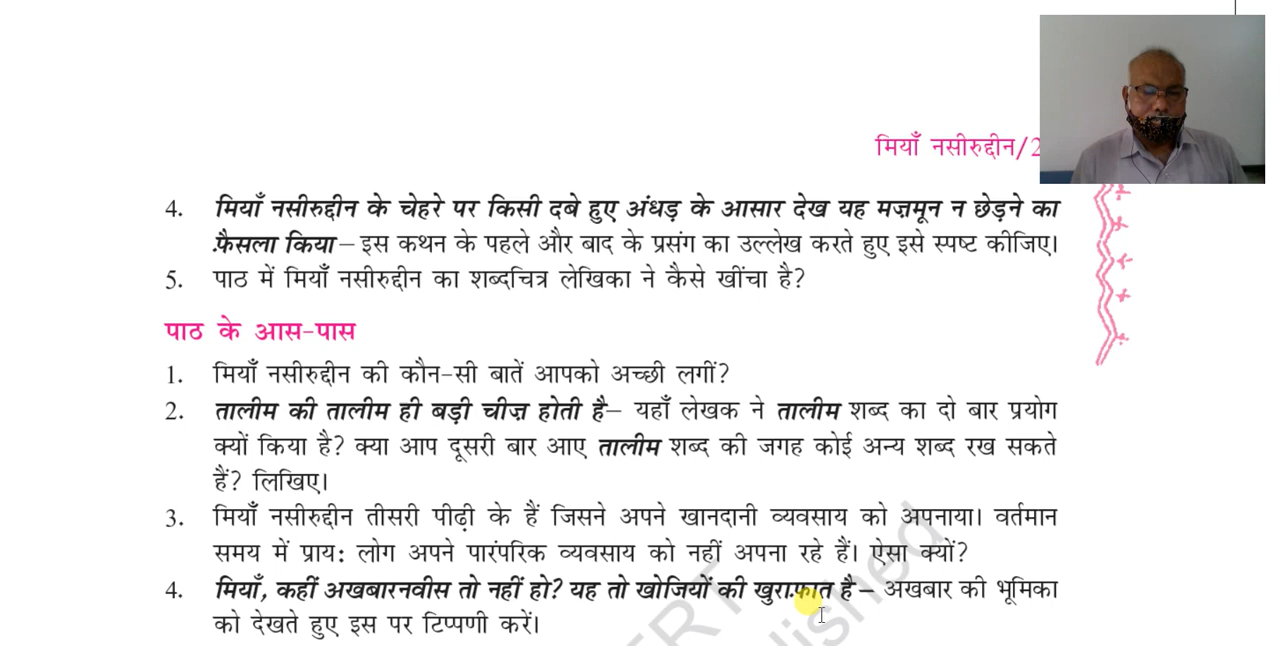 मियाँ नसीरुद्दीन/2
4. मियाँ नसीरुद्दीन के चेहरे पर किसी दबे हुए अंधड़ के आसार देख यह मज़मून न छेड़ने का
फ़ैसला किया – इस कथन के पहले और बाद के प्रसंग का उल्लेख करते हुए इसे स्पष्ट कीजिए।
5. पाठ में मियाँ नसीरुद्दीन का शब्दचित्र लेखिका ने कैसे खींचा है?
पाठ के आस-पास
1. मियाँ नसीरुद्दीन की कौन-सी बातें आपको अच्छी लगीं?
2. तालीम की तालीम ही बड़ी चीज़ होती है– यहाँ लेखक ने तालीम शब्द का दो बार प्रयोग
क्यों किया है? क्या आप दूसरी बार आए तालीम शब्द की जगह कोई अन्य शब्द रख सकते
हैं? लिखिए।
3. मियाँ नसीरुद्दीन तीसरी पीढ़ी के हैं जिसने अपने खानदानी व्यवसाय को अपनाया। वर्तमान
समय में प्राय: लोग अपने पारंपरिक व्यवसाय को नहीं अपना रहे हैं। ऐसा क्यों?
4. मियाँ, कहीं अखबारनवीस तो नहीं हो? यह तो खोजियों की खुराफ़ात है – अखबार की भूमिका
को देखते हुए इस पर टिप्पणी करें।